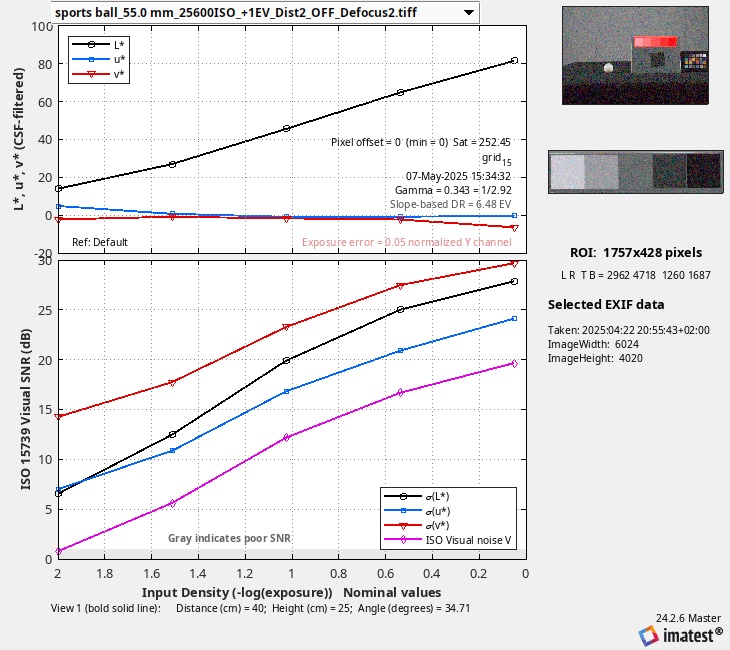 sports ball_55.0 mm_25600ISO_+1EV_Dist2_OFF_Defocus2.tiff
100
80
60
40
20
0
-20
L*, u*, v* (CSF-filtered)
L*
u*
v*
Pixel offset = 0 (min = 0) Sat = 252.45
grid15
07-May-2025 15:34:32
Gamma = 0.343 = 1/2.92
Slope-based DR = 6.48 EV
Ref: Default
Exposure error = 0.05 normalized Y channel
30
25
20
15
10
5
0
ISO 15739 Visual SNR (dB)
𝜎(L*)
𝜎(u*)
𝜎(v*)
ISO Visual noise V
Gray indicates poor SNR
2 1.8 1.6 1.4 1.2 1 0.8 0.6 0.4 0.2 0
Input Density (-log(exposure)) Nominal values
View 1 (bold solid line): Distance (cm) = 40; Height (cm) = 25; Angle (degrees) = 34.71
ROI: 1757x428 pixels
L R T B = 2962 4718 1260 1687
Selected EXIF data
Taken: 2025:04:22 20:55:43+02:00
ImageWidth: 6024
ImageHeight: 4020
24.2.6 Master
imatest®